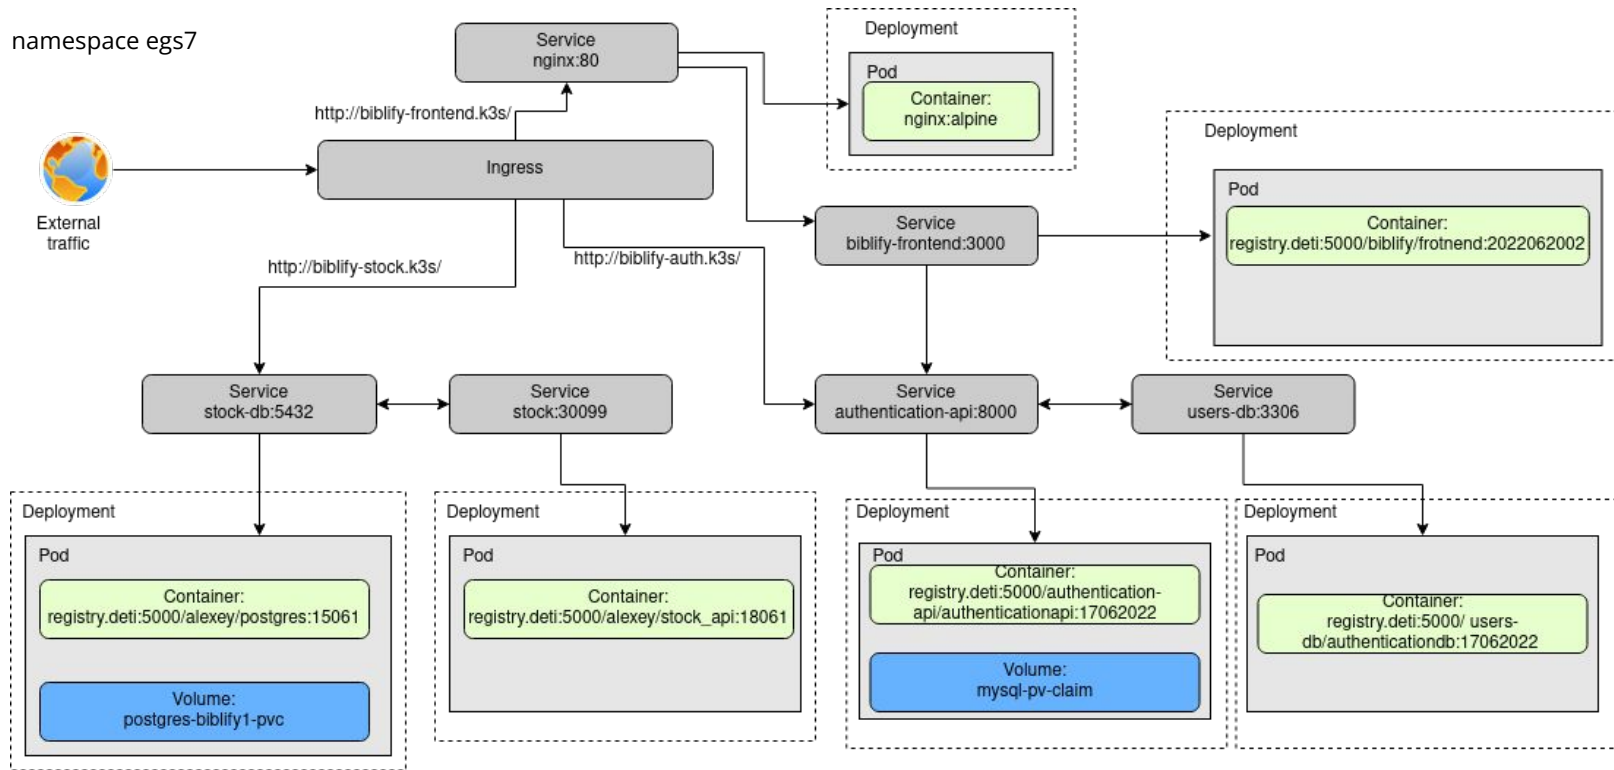 namespace egs7
Service
nginx:80
Deployment
Pod
Container:
nginx:alpine
http://biblify-frontend.k3s/
Deployment
Ingress
Pod
External
traffic
Service
biblify-frontend:3000
Container:
registry.deti:5000/biblify/frotnend:2022062002
http://biblify-stock.k3s/
http://biblify-auth.k3s/
Service
stock-db:5432
Service
stock:30099
Service
authentication-api:8000
Service
users-db:3306
Deployment
Pod
Container:
registry.deti:5000/alexey/postgres:15061
Volume:
postgres-biblify1-pvc
Deployment
Pod
Container:
registry.deti:5000/alexey/stock_api:18061
Deployment
Pod
Container:
registry.deti:5000/authentication-
api/authenticationapi:17062022
Volume:
mysql-pv-claim
Deployment
Pod
Container:
registry.deti:5000/ users-
db/authenticationdb:17062022